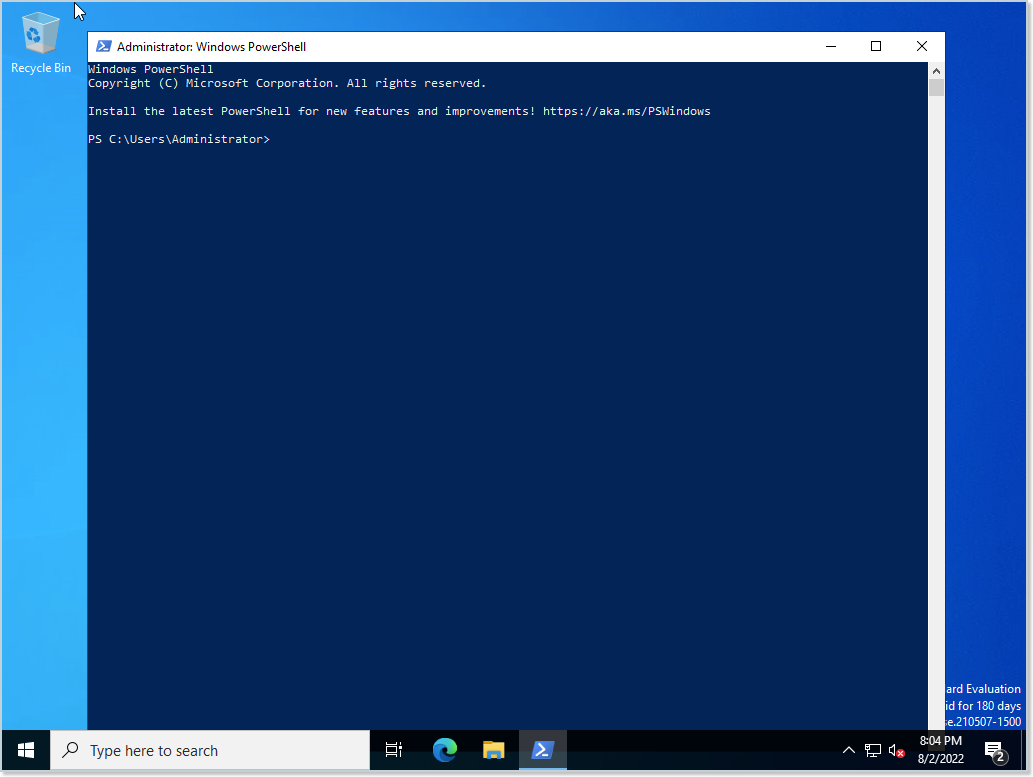 Recycle Bin
Administrator: Windows PowerShell
Windows PowerShell
Copyright (C) Microsoft Corporation. All rights reserved.
Install the latest PowerShell for new features and improvements! https://aka.ms/PSWindows
PS C:\Users\Administrator>
ard Evaluation
id for 180 days
se.210507-1500
Type here to search
8:04 PM
8/2/2022
2